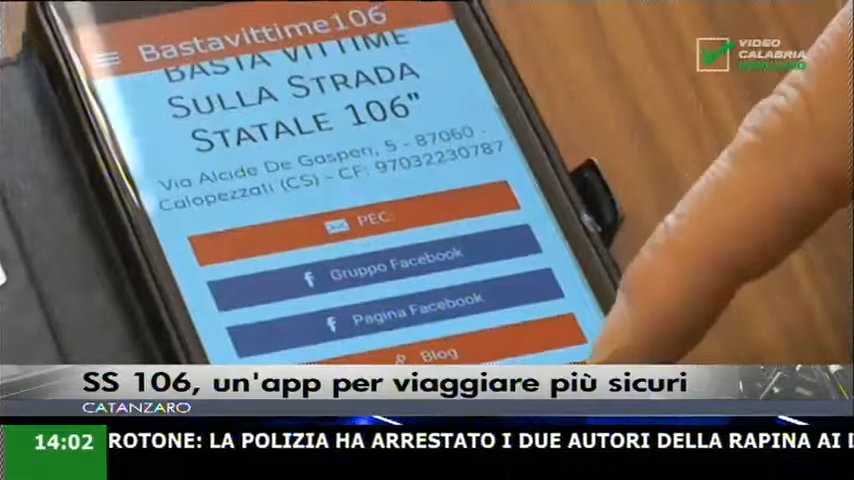 Bastavittime106
BASTA VITTIME
SULLA STRADA
STATALE 106"
Via Alcide De Gasperi, 5 - 87060 -
Calopezzati (CS) - CF: 97032230787
PEC:
Gruppo Facebook
Pagina Facebook
Blog
VIDEO
CALABRIA
SS 106, un'app per viaggiare più sicuri
CATANZARO
14:02 ROTONE: LA POLIZIA HA ARRESTATO I DUE AUTORI DELLA RAPINA AI